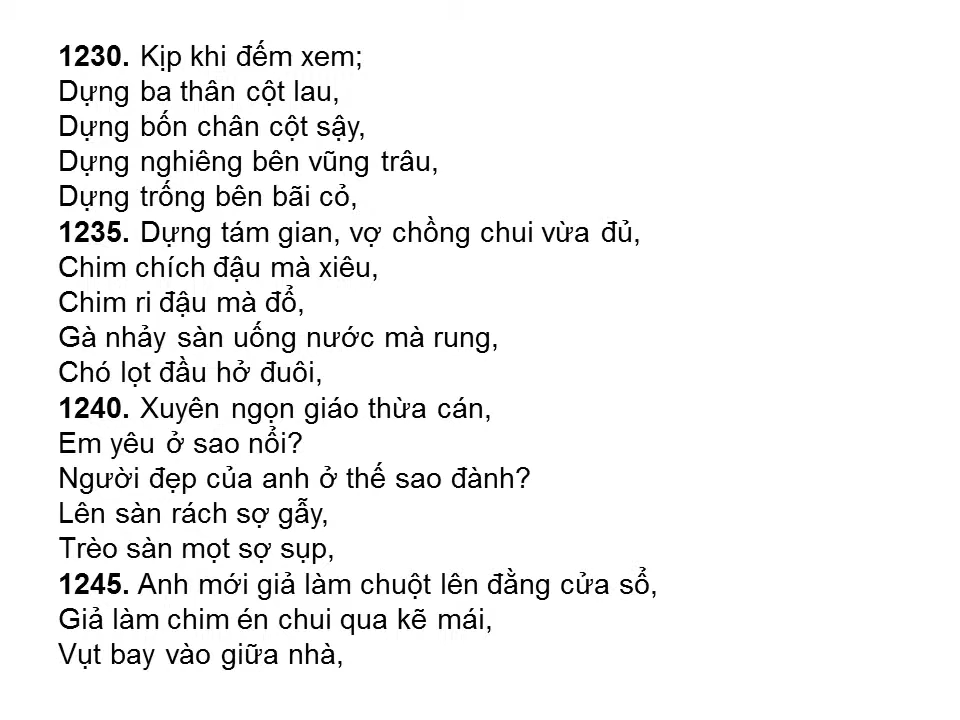 1230. Kịp khi đếm xem;
Dựng ba thân cột lau,
Dựng bốn chân cột sậy,
Dựng nghiêng bên vũng trâu,
Dựng trống bên bãi cỏ,
1235. Dựng tám gian, vợ chồng chui vừa đủ,
Chim chích đậu mà xiêu,
Chim ri đậu mà đổ,
Gà nhảy sàn uống nước mà rung,
Chó lọt đầu hở đuôi,
1240. Xuyên ngọn giáo thừa cán,
Em yêu ở sao nổi?
Người đẹp của anh ở thế sao đành?
Lên sàn rách sợ gẫy,
Trèo sàn mọt sợ sụp,
1245. Anh mới giả làm chuột lên đằng cửa sổ,
Giả làm chim én chui qua kẽ mái,
Vụt bay vào giữa nhà,